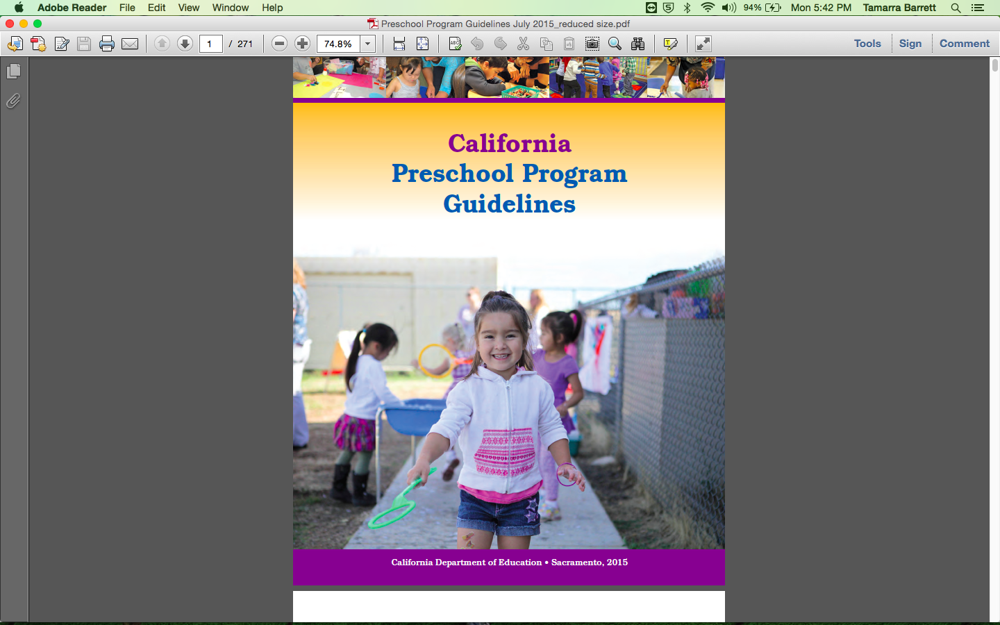 Adobe Reader File Edit View Window Help 94% Mon 5:42 PM Tamarra Barrett
Preschool Program Guidelines July 2015_reduced size.pdf
1 / 271 74.8% Tools Sign Comment
California
Preschool Program
Guidelines
California Department of Education • Sacramento, 2015